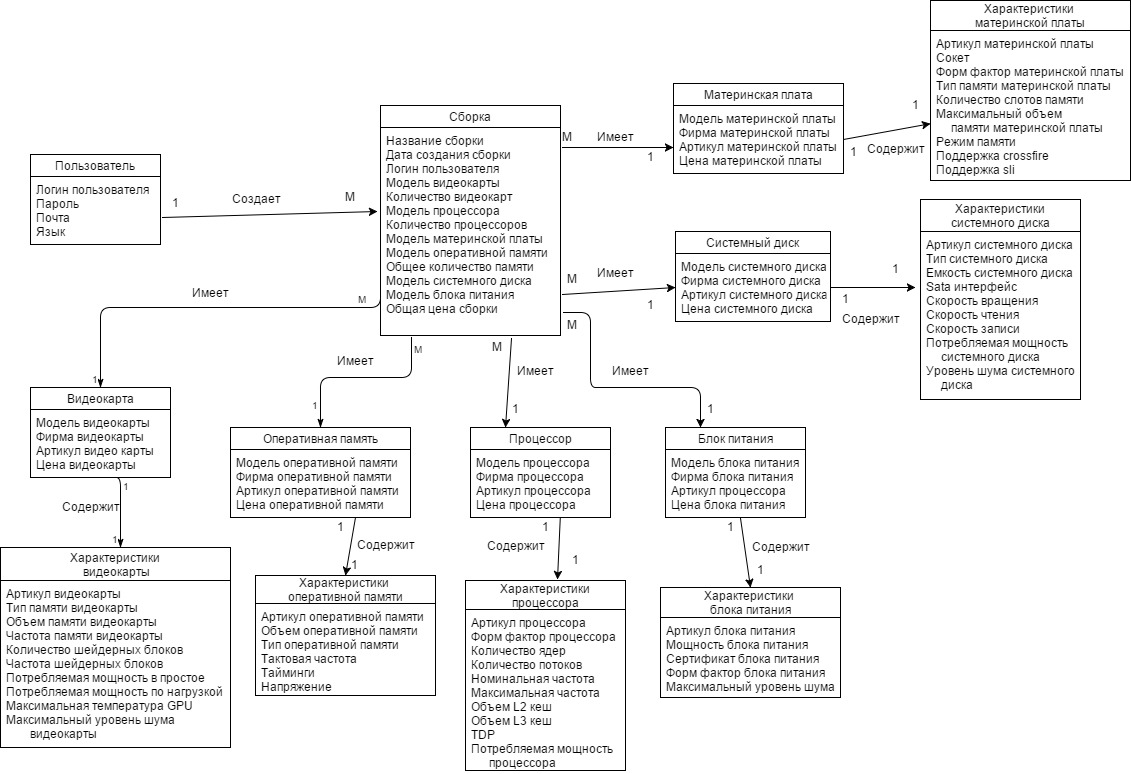 Характеристики
материнской платы
Артикул материнской платы
Сокет
Форм фактор материнской платы
Тип памяти материнской платы
Количество слотов памяти
Максимальный объем
памяти материнской платы
Режим памяти
Поддержка crossfire
Поддержка sli
Материнская плата
Модель материнской платы
Фирма материнской платы
Артикул материнской платы
Цена материнской платы
1
1
Содержит
M
Имеет
1
Сборка
Название сборки
Дата создания сборки
Логин пользователя
Модель видеокарты
Количество видеокарт
Модель процессора
Количество процессоров
Модель материнской платы
Модель оперативной памяти
Общее количество памяти
Модель системного диска
Модель блока питания
Общая цена сборки
Пользователь
Логин пользователя
Пароль
Почта
Язык
1
Создает
M
Характеристики
системного диска
Артикул системного диска
Тип системного диска
Емкость системного диска
Sata интерфейс
Скорость вращения
Скорость чтения
Скорость записи
Потребляемая мощность
системного диска
Уровень шума системного
диска
Системный диск
Модель системного диска
Фирма системного диска
Артикул системного диска
Цена системного диска
1
1
Содержит
M
Имеет
1
Имеет
M
1
M
Имеет
1
M
Имеет
1
M
Имеет
1
Видеокарта
Модель видеокарты
Фирма видеокарты
Артикул видео карты
Цена видеокарты
1
Содержит
1
Оперативная память
Модель оперативной памяти
Фирма оперативной памяти
Артикул оперативной памяти
Цена оперативной памяти
1
Содержит
1
Процессор
Модель процессора
Фирма процессора
Артикул процессора
Цена процессора
1
Содержит
1
Блок питания
Модель блока питания
Фирма блока питания
Артикул процессора
Цена блока питания
1
Содержит
1
Характеристики
видеокарты
Артикул видеокарты
Тип памяти видеокарты
Объем памяти видеокарты
Частота памяти видеокарты
Количество шейдерных блоков
Частота шейдерных блоков
Потребляемая мощность в простое
Потребляемая мощность по нагрузкой
Максимальная температура GPU
Максимальный уровень шума
видеокарты
Характеристики
оперативной памяти
Артикул оперативной памяти
Объем оперативной памяти
Тип оперативной памяти
Тактовая частота
Тайминги
Напряжение
Характеристики
процессора
Артикул процессора
Форм фактор процессора
Количество ядер
Количество потоков
Номинальная частота
Максимальная частота
Объем L2 кеш
Объем L3 кеш
TDP
Потребляемая мощность
процессора
Характеристики
блока питания
Артикул блока питания
Мощность блока питания
Сертификат блока питания
Форм фактор блока питания
Максимальный уровень шума